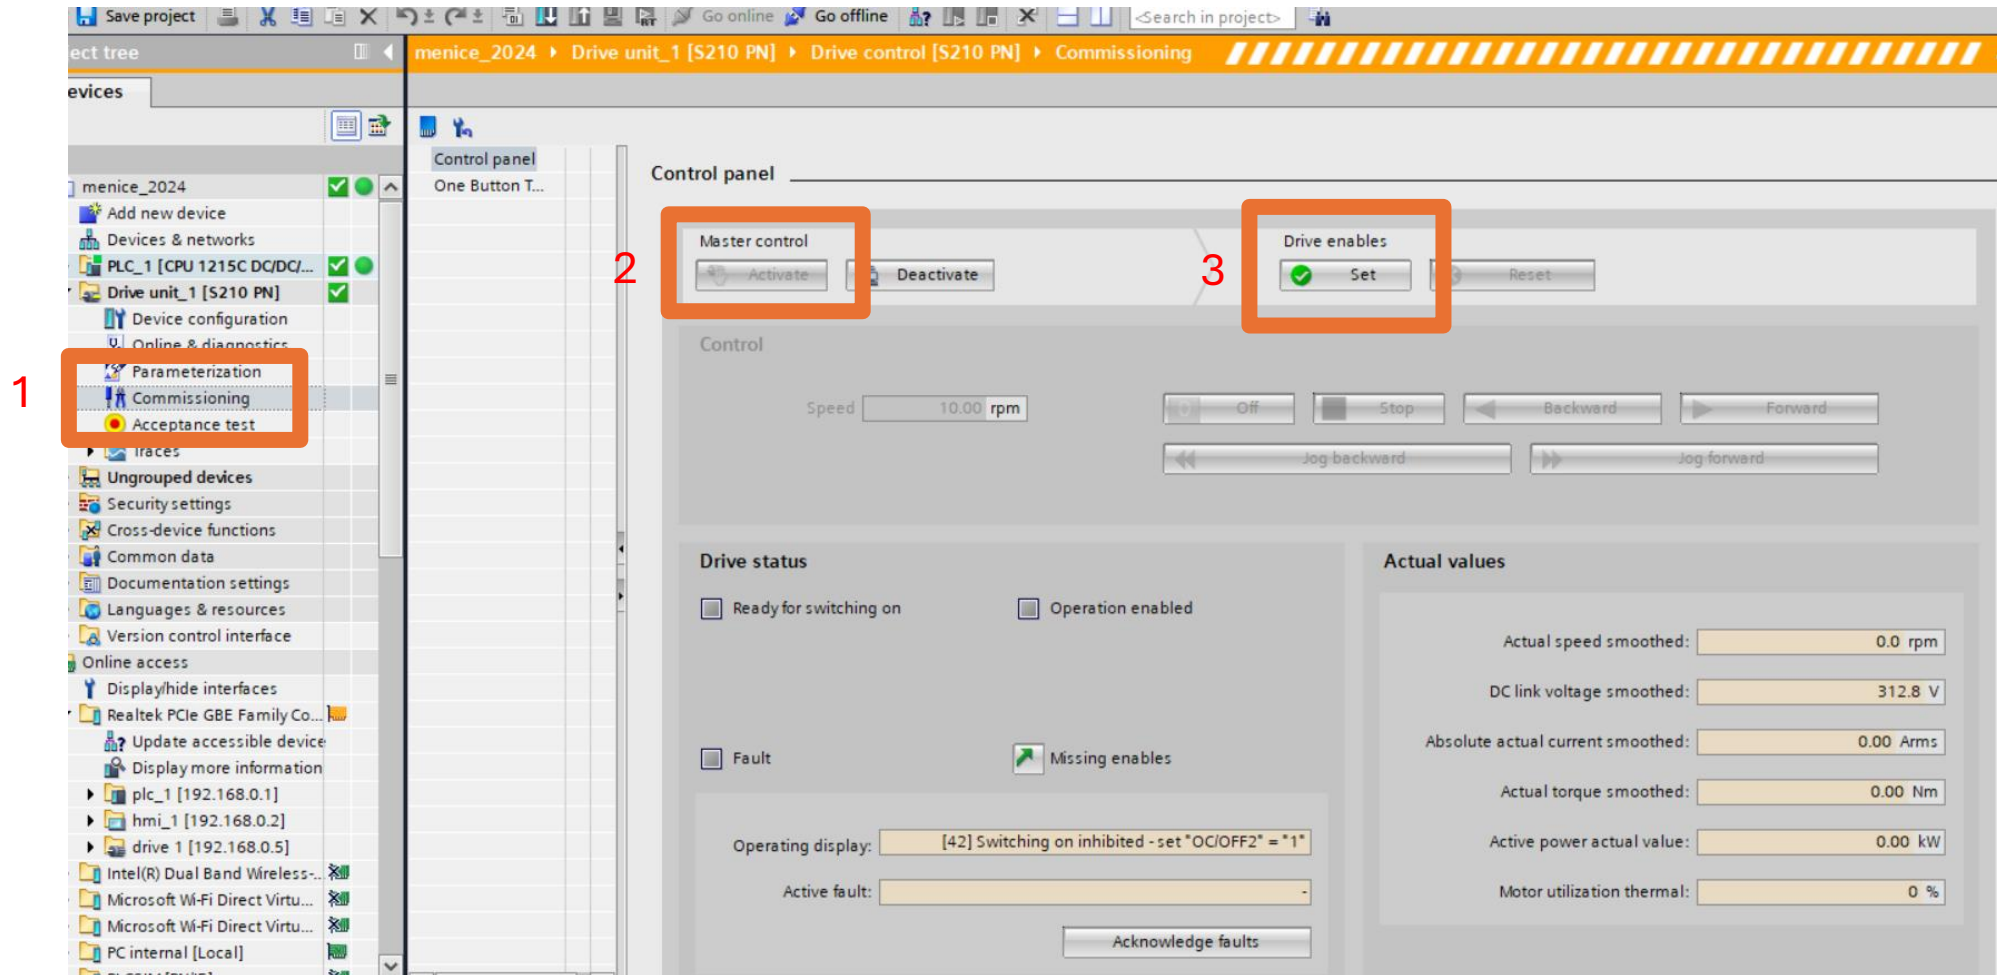 Save project
Go online
Go offline
<Search in project>
ect tree
menice_2024 Drive unit_1 [S210 PN] Drive control [S210 PN] Commissioning
evices
Control panel
One Button T...
menice_2024
Add new device
Devices & networks
PLC_1 [CPU 1215C DC/DC/...
Drive unit_1 [S210 PN]
Device configuration
Online & diagnostics
Parameterization
1
Commissioning
Acceptance test
Traces
Ungrouped devices
Security settings
Cross-device functions
Common data
Documentation settings
Languages & resources
Version control interface
Online access
Display/hide interfaces
Realtek PCIe GBE Family Co...
Update accessible device
Display more information
plc_1 [192.168.0.1]
hmi_1 [192.168.0.2]
drive 1 [192.168.0.5]
Intel(R) Dual Band Wireless-...
Microsoft Wi-Fi Direct Virtu...
Microsoft Wi-Fi Direct Virtu...
PC internal [Local]
Control panel
Master control
2
Activate
Deactivate
Drive enables
3
Set
Reset
Control
Speed 10.00 rpm
Off
Stop
Backward
Forward
Jog backward
Jog forward
Drive status
Ready for switching on
Operation enabled
Fault
Missing enables
Operating display: [42] Switching on inhibited - set "OC/OFF2" = "1"
Active fault: -
Acknowledge faults
Actual values
Actual speed smoothed: 0.0 rpm
DC link voltage smoothed: 312.8 V
Absolute actual current smoothed: 0.00 Arms
Actual torque smoothed: 0.00 Nm
Active power actual value: 0.00 kW
Motor utilization thermal: 0 %